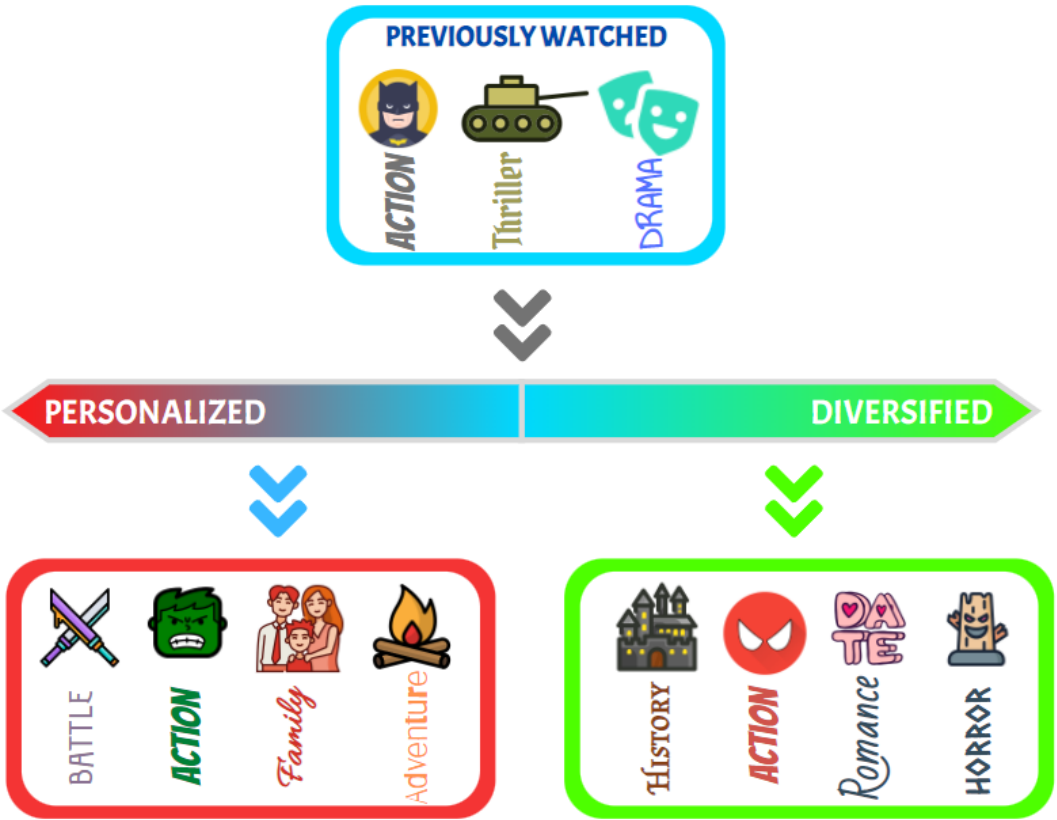 PREVIOUSLY WATCHED
ACTION
Thriller
DRAMA
PERSONALIZED
DIVERSIFIED
BATTLE
ACTION
Family
Adventure
DATE
HISTORY
ACTION
Romance
HORROR